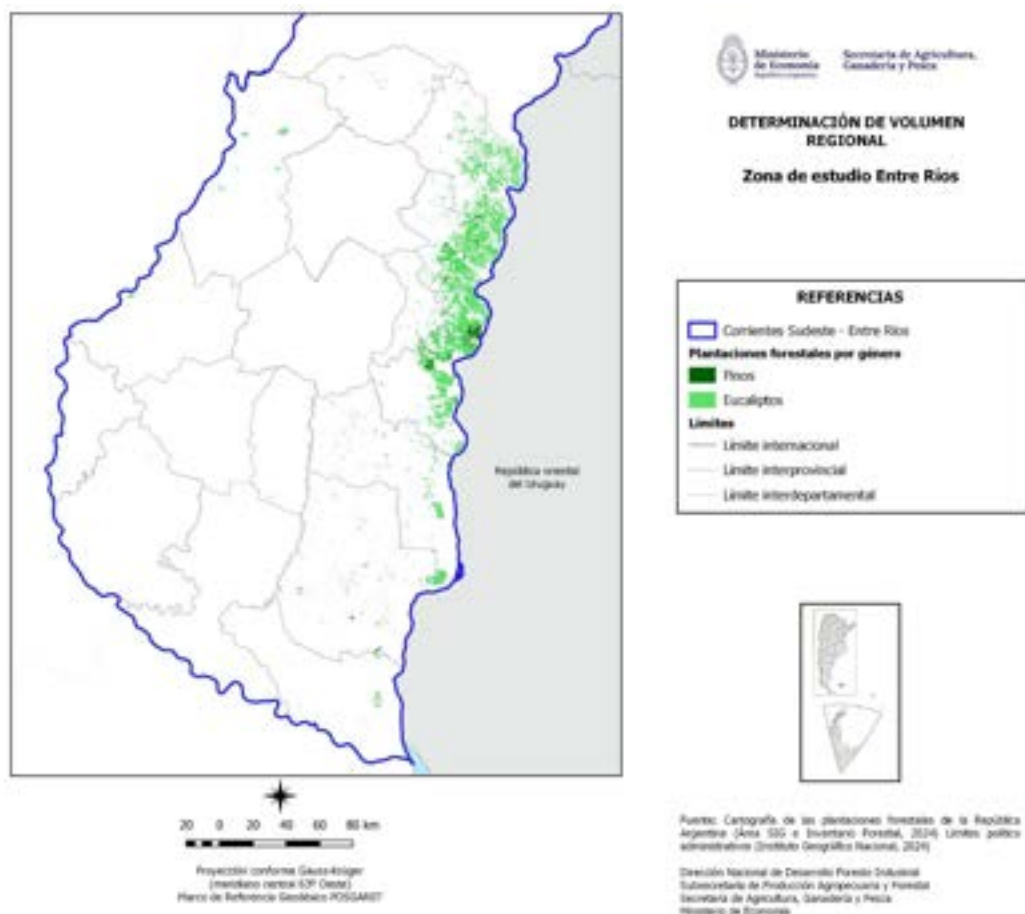 Ministerio
de Economía
República Argentina
Secretaría de Agricultura,
Ganadería y Pesca
DETERMINACIÓN DE VOLUMEN
REGIONAL
Zona de estudio Entre Ríos
REFERENCIAS
Corrientes Sudeste - Entre Ríos
Plantaciones forestales por género
Pinos
Eucaliptos
Límites
Límite internacional
Límite interprovincial
Límite interdepartamental
República oriental
del Uruguay
20 0 20 40 60 80 km
Proyección conforme Gauss-Krüger
(meridiano central 63º Oeste)
Marco de Referencia Geodésico POSGAR07
Fuente: Cartografía de las plantaciones forestales de la República
Argentina (Área SIG e Inventario Forestal, 2024) Límites político
administrativos (Instituto Geográfico Nacional, 2024)
Dirección Nacional de Desarrollo Foresto Industrial
Subsecretaría de Producción Agropecuaria y Forestal
Secretaría de Agricultura, Ganadería y Pesca
Ministerio de Economía